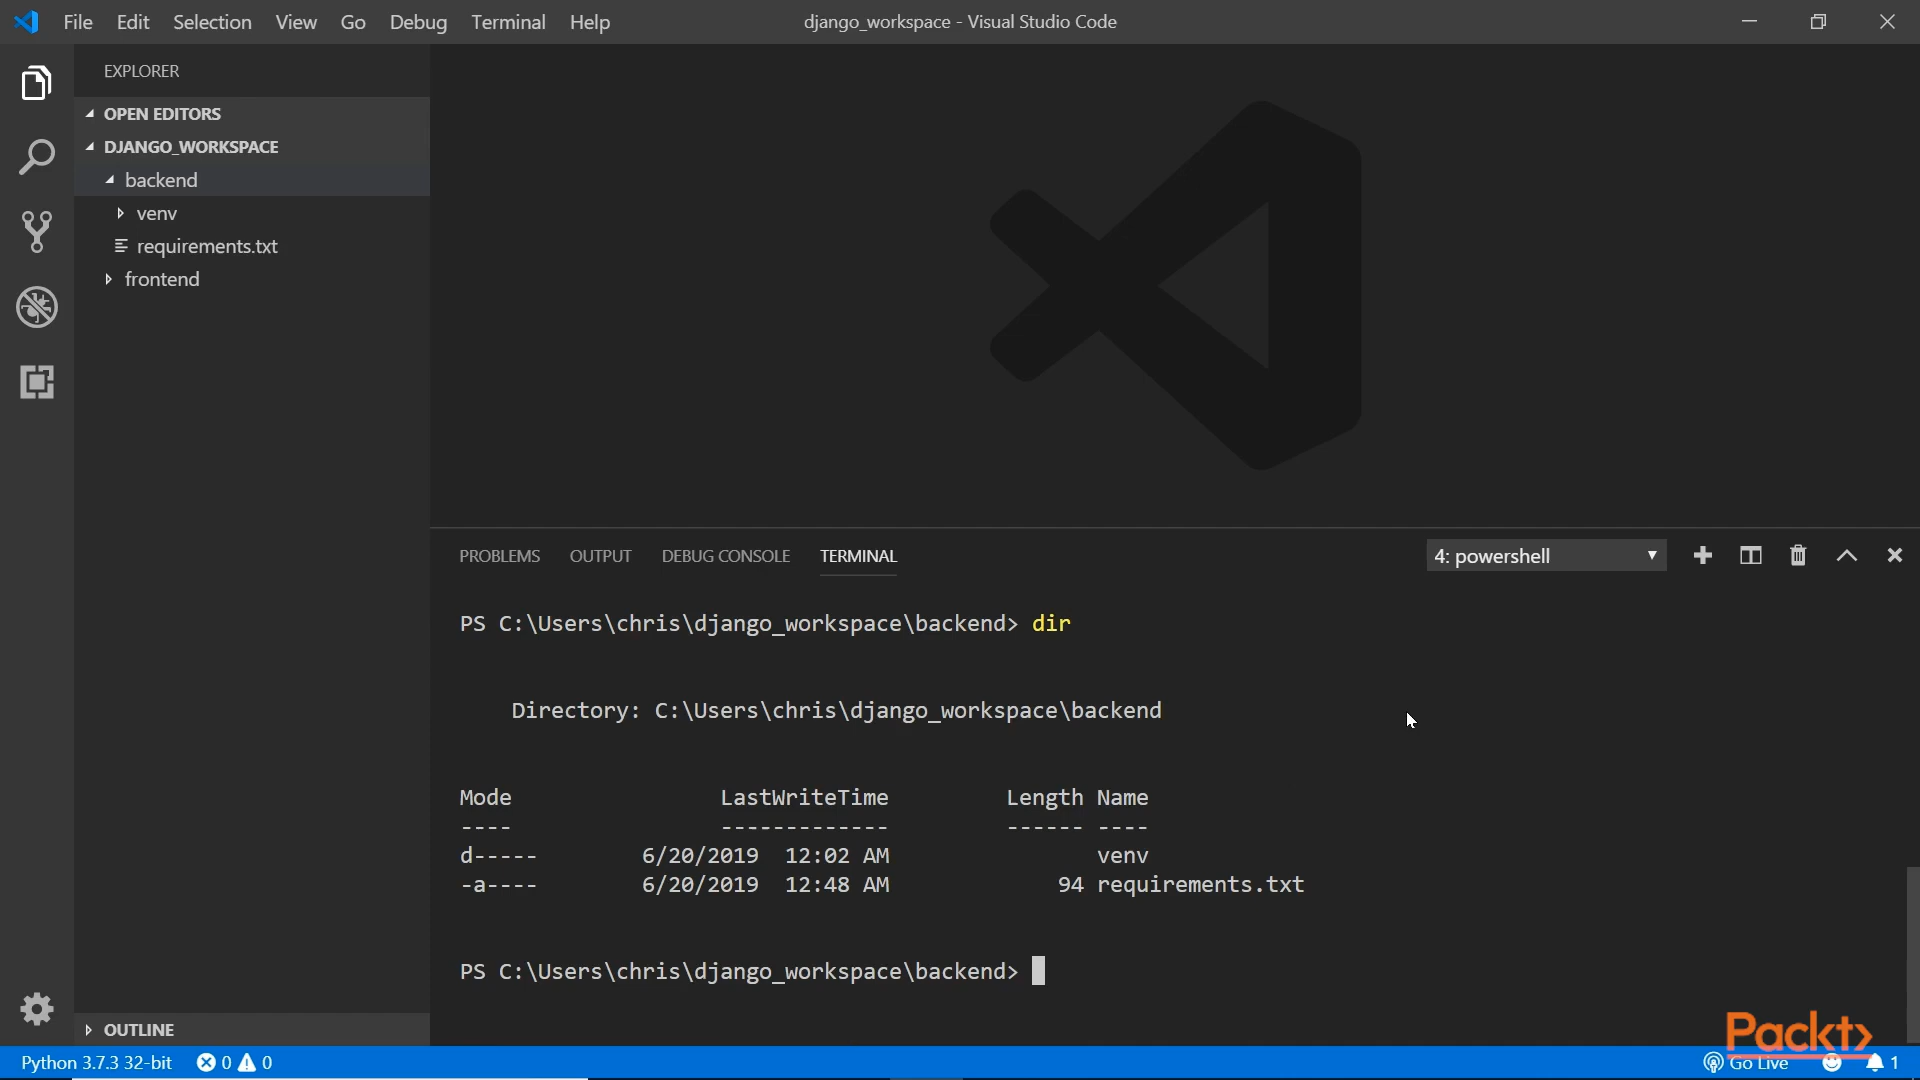 File Edit Selection View Go Debug Terminal Help
django_workspace - Visual Studio Code
EXPLORER
OPEN EDITORS
DJANGO_WORKSPACE
backend
venv
requirements.txt
frontend
PROBLEMS OUTPUT DEBUG CONSOLE TERMINAL
4: powershell
PS C:\Users\chris\django_workspace\backend> dir
Directory: C:\Users\chris\django_workspace\backend
Mode LastWriteTime Length Name
---- ------------- ------ ----
d----- 6/20/2019 12:02 AM venv
-a---- 6/20/2019 12:48 AM 94 requirements.txt
PS C:\Users\chris\django_workspace\backend>
OUTLINE
Packt>
Python 3.7.3 32-bit 0 0
Go Live 1